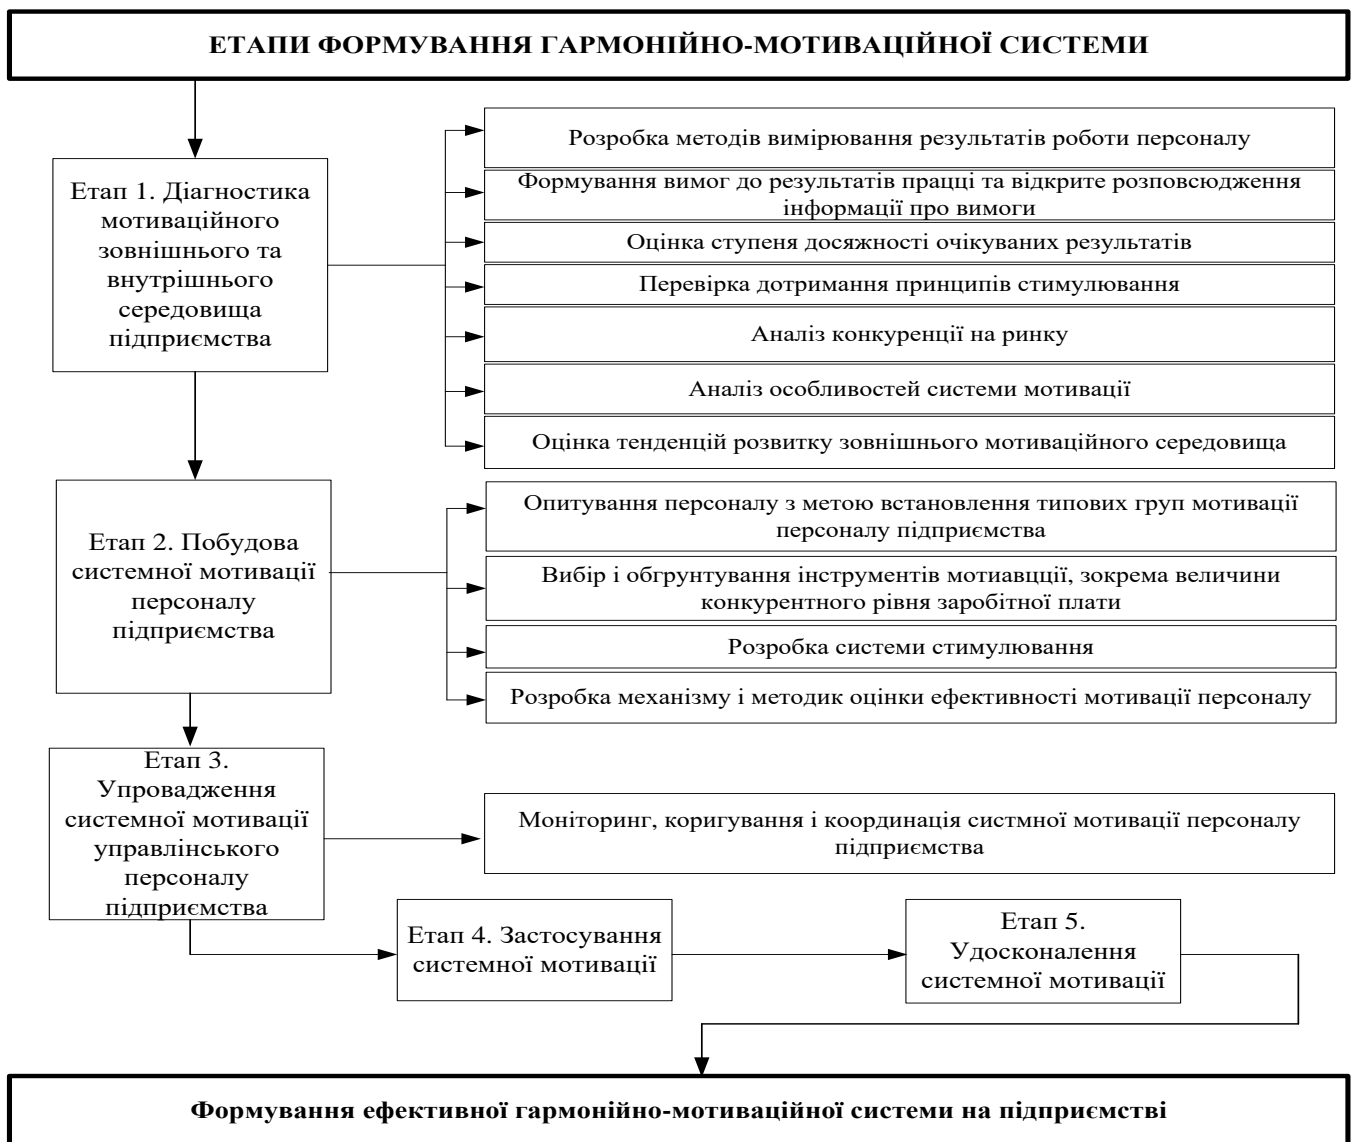 ЕТАПИ ФОРМУВАННЯ ГАРМОНІЙНО-МОТИВАЦІЙНОЇ СИСТЕМИ
Етап 1. Діагностика
мотиваційного
зовнішнього та
внутрішнього
середовища
підприємства
Розробка методів вимірювання результатів роботи персоналу
Формування вимог до результатів працці та відкрите розповсюдження
інформації про вимоги
Оцінка ступеня досяжності очікуваних результатів
Перевірка дотримання принципів стимулювання
Аналіз конкуренції на ринку
Аналіз особливостей системи мотивації
Оцінка тенденцій розвитку зовнішнього мотиваційного середовища
Етап 2. Побудова
системної мотивації
персоналу
підприємства
Опитування персоналу з метою встановлення типових груп мотивації
персоналу підприємства
Вибір і обгрунтування інструментів мотиавцції, зокрема величини
конкурентного рівня заробітної плати
Розробка системи стимулювання
Розробка механізму і методик оцінки ефективності мотивації персоналу
Етап 3.
Упровадження
системної мотивації
управлінського
персоналу
підприємства
Моніторинг, коригування і координація систмної мотивації персоналу
підприємства
Етап 4. Застосування
системної мотивації
Етап 5.
Удосконалення
системної мотивації
Формування ефективної гармонійно-мотиваційної системи на підприємстві